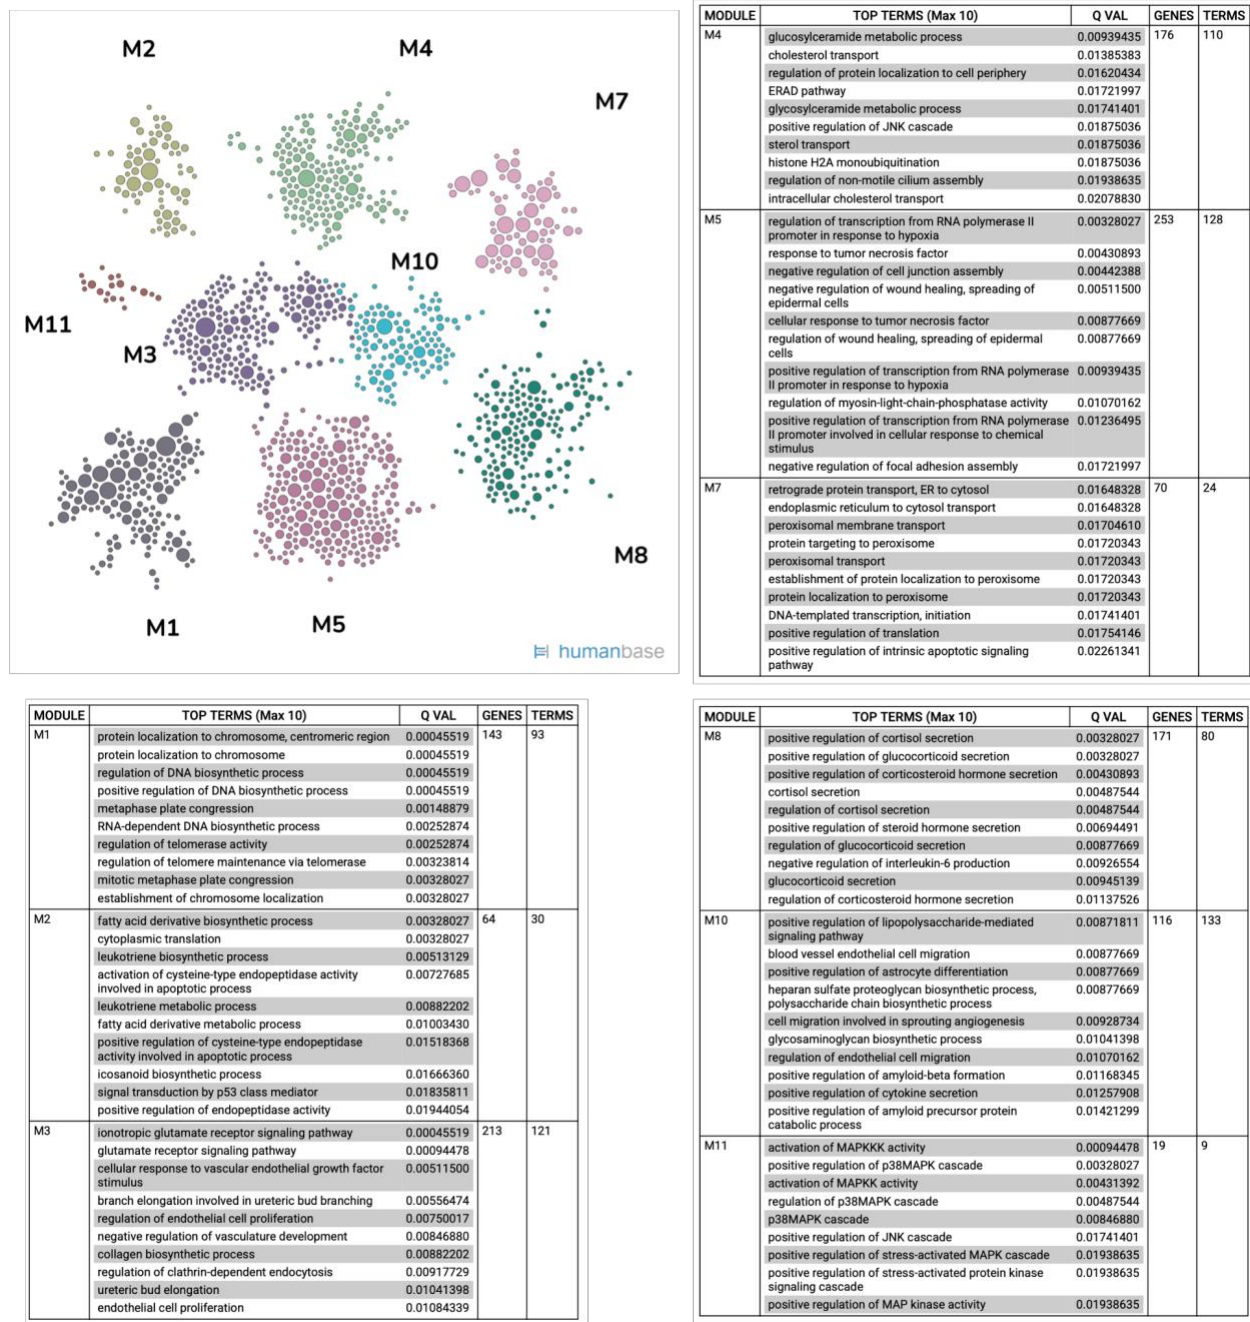 M2
M4
M7
M10
M11
M3
M8
M1
M5
humanbase
MODULE TOP TERMS (Max 10) Q VAL GENES TERMS
M4 glucosylceramide metabolic process 0.00939435 176 110
cholesterol transport 0.01385383
regulation of protein localization to cell periphery 0.01620434
ERAD pathway 0.01721997
glycosylceramide metabolic process 0.01741401
positive regulation of JNK cascade 0.01875036
sterol transport 0.01875036
histone H2A monoubiquitination 0.01875036
regulation of non-motile cilium assembly 0.01938635
intracellular cholesterol transport 0.02078830
M5 regulation of transcription from RNA polymerase II 0.00328027 253 128
promoter in response to hypoxia
response to tumor necrosis factor 0.00430893
negative regulation of cell junction assembly 0.00442388
negative regulation of wound healing, spreading of 0.00511500
epidermal cells
cellular response to tumor necrosis factor 0.00877669
regulation of wound healing, spreading of epidermal 0.00877669
cells
positive regulation of transcription from RNA polymerase 0.00939435
II promoter in response to hypoxia
regulation of myosin-light-chain-phosphatase activity 0.01070162
positive regulation of transcription from RNA polymerase 0.01236495
II promoter involved in cellular response to chemical
stimulus
negative regulation of focal adhesion assembly 0.01721997
M7 retrograde protein transport, ER to cytosol 0.01648328 70 24
endoplasmic reticulum to cytosol transport 0.01648328
peroxisomal membrane transport 0.01704610
protein targeting to peroxisome 0.01720343
peroxisomal transport 0.01720343
establishment of protein localization to peroxisome 0.01720343
protein localization to peroxisome 0.01720343
DNA-templated transcription, initiation 0.01741401
positive regulation of translation 0.01754146
positive regulation of intrinsic apoptotic signaling 0.02261341
pathway
MODULE TOP TERMS (Max 10) Q VAL GENES TERMS
M1 protein localization to chromosome, centromeric region 0.00045519 143 93
protein localization to chromosome 0.00045519
regulation of DNA biosynthetic process 0.00045519
positive regulation of DNA biosynthetic process 0.00045519
metaphase plate congression 0.00148879
RNA-dependent DNA biosynthetic process 0.00252874
regulation of telomerase activity 0.00252874
regulation of telomere maintenance via telomerase 0.00323814
mitotic metaphase plate congression 0.00328027
establishment of chromosome localization 0.00328027
M2 fatty acid derivative biosynthetic process 0.00328027 64 30
cytoplasmic translation 0.00328027
leukotriene biosynthetic process 0.00513129
activation of cysteine-type endopeptidase activity 0.00727685
involved in apoptotic process
leukotriene metabolic process 0.00882202
fatty acid derivative metabolic process 0.01003430
positive regulation of cysteine-type endopeptidase 0.01518368
activity involved in apoptotic process
icosanoid biosynthetic process 0.01666360
signal transduction by p53 class mediator 0.01835811
positive regulation of endopeptidase activity 0.01944054
M3 ionotropic glutamate receptor signaling pathway 0.00045519 213 121
glutamate receptor signaling pathway 0.00094478
cellular response to vascular endothelial growth factor 0.00511500
stimulus
branch elongation involved in ureteric bud branching 0.00556474
regulation of endothelial cell proliferation 0.00750017
negative regulation of vasculature development 0.00846880
collagen biosynthetic process 0.00882202
regulation of clathrin-dependent endocytosis 0.00917729
ureteric bud elongation 0.01041398
endothelial cell proliferation 0.01084339
MODULE TOP TERMS (Max 10) Q VAL GENES TERMS
M8 positive regulation of cortisol secretion 0.00328027 171 80
positive regulation of glucocorticoid secretion 0.00328027
positive regulation of corticosteroid hormone secretion 0.00430893
cortisol secretion 0.00487544
regulation of cortisol secretion 0.00487544
positive regulation of steroid hormone secretion 0.00694491
regulation of glucocorticoid secretion 0.00877669
negative regulation of interleukin-6 production 0.00926554
glucocorticoid secretion 0.00945139
regulation of corticosteroid hormone secretion 0.01137526
M10 positive regulation of lipopolysaccharide-mediated 0.00871811 116 133
signaling pathway
blood vessel endothelial cell migration 0.00877669
positive regulation of astrocyte differentiation 0.00877669
heparan sulfate proteoglycan biosynthetic process, 0.00877669
polysaccharide chain biosynthetic process
cell migration involved in sprouting angiogenesis 0.00928734
glycosaminoglycan biosynthetic process 0.01041398
regulation of endothelial cell migration 0.01070162
positive regulation of amyloid-beta formation 0.01168345
positive regulation of cytokine secretion 0.01257908
positive regulation of amyloid precursor protein 0.01421299
catabolic process
M11 activation of MAPKKK activity 0.00094478 19 9
positive regulation of p38MAPK cascade 0.00328027
activation of MAPKK activity 0.00431392
regulation of p38MAPK cascade 0.00487544
p38MAPK cascade 0.00846880
positive regulation of JNK cascade 0.01741401
positive regulation of stress-activated MAPK cascade 0.01938635
positive regulation of stress-activated protein kinase 0.01938635
signaling cascade
positive regulation of MAP kinase activity 0.01938635